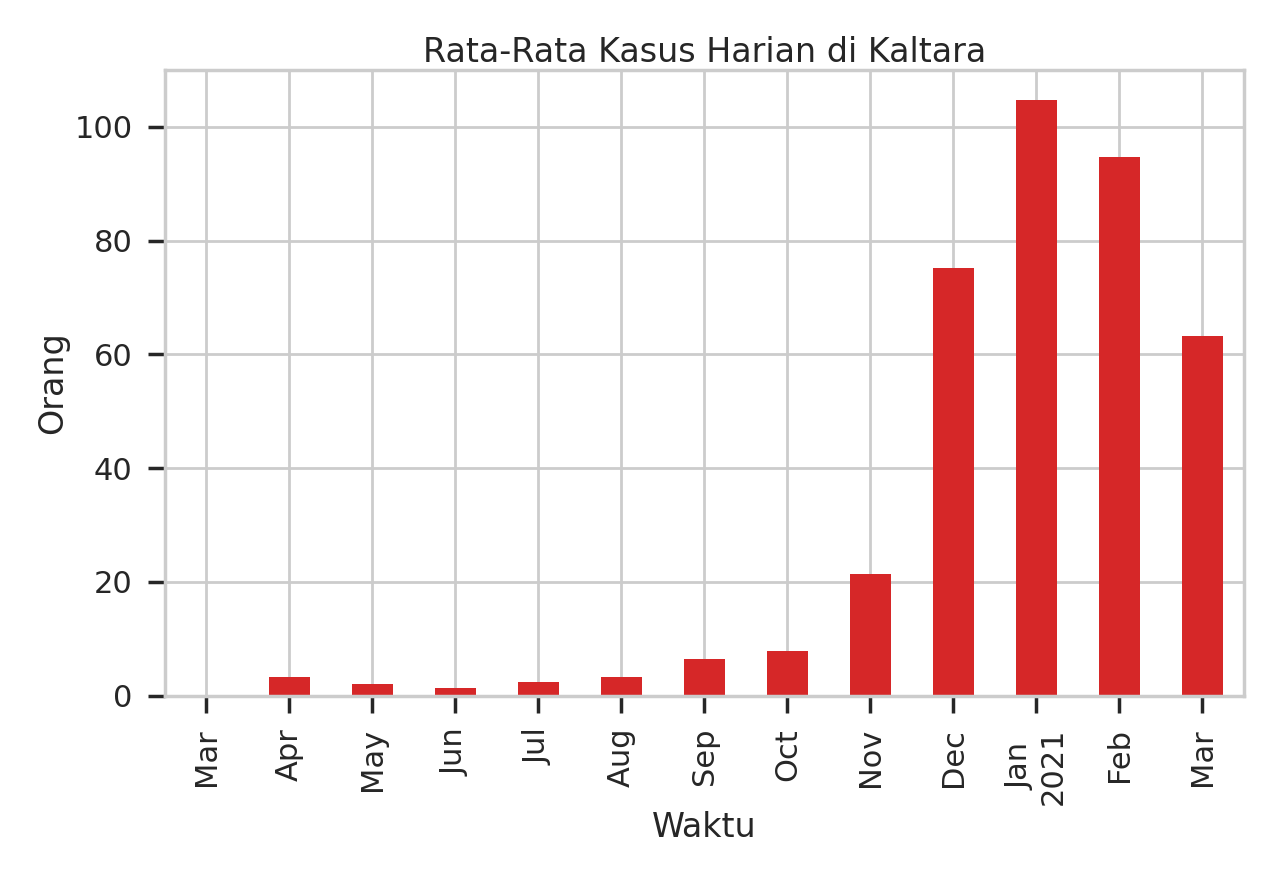 Rata-Rata Kasus Harian di Kaltara
100
80
60
40
20
0
Orang
Mar
Apr
May
Jun
Jul
Aug
Sep
Oct
Nov
Dec
Jan
2021
Feb
Mar
Waktu